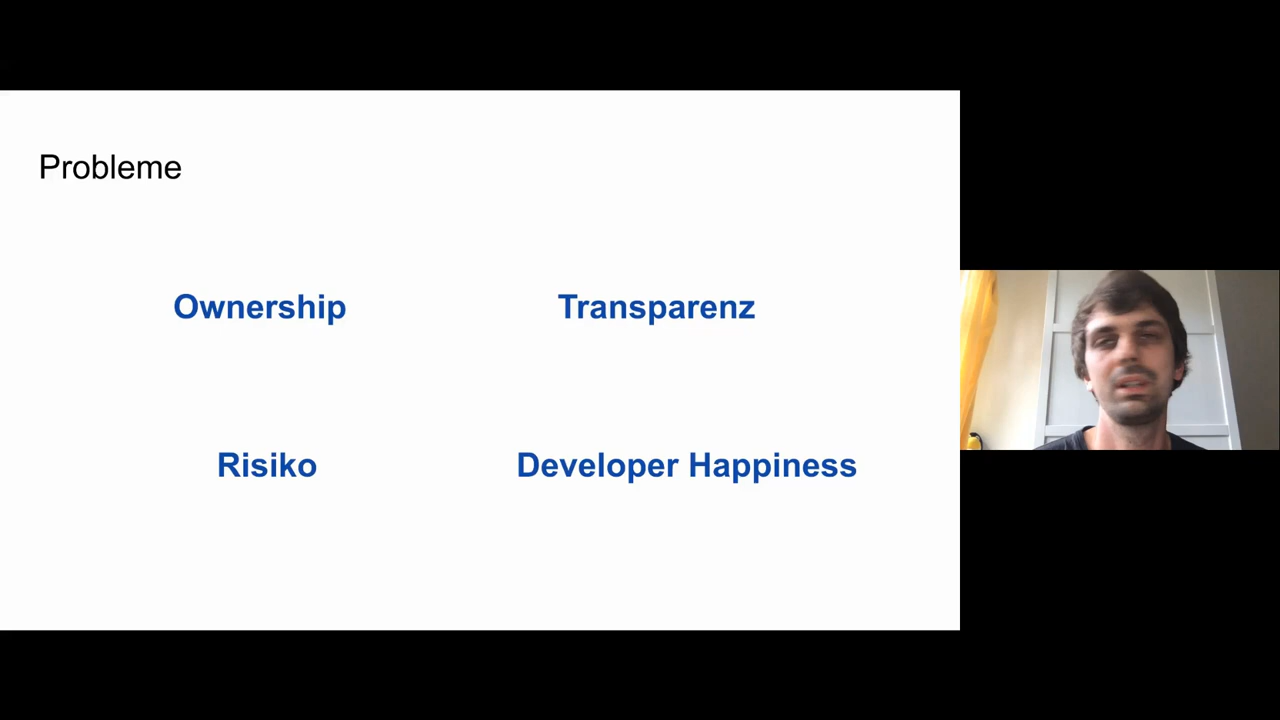 Probleme
Ownership
Transparenz
Risiko
Developer Happiness